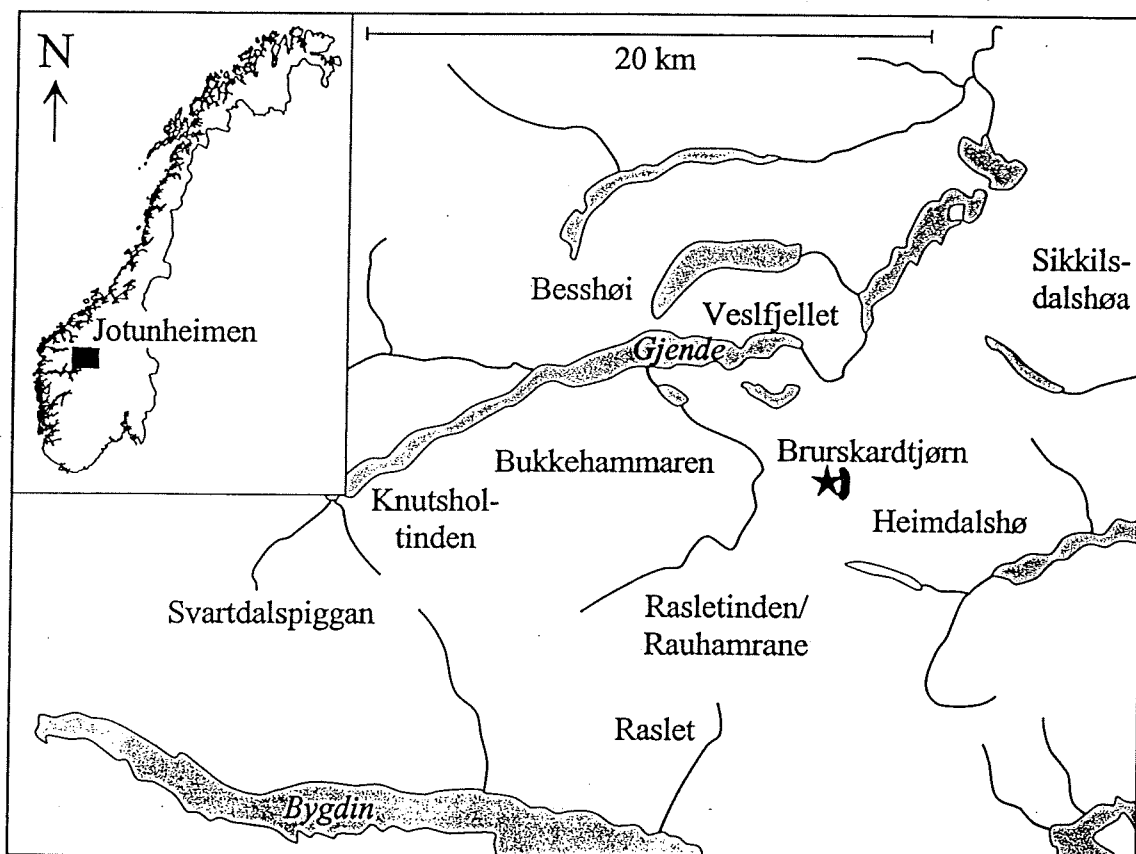 N
20 km
Jotunheimen
Besshøi
Sikkils-
dalshøa
Veslfjellet
Gjende
Bukkehammaren
Brurskardtjørn
Knutshol-
tinden
Heimdalshø
Svartdalspiggan
Rasletinden/
Rauhamrane
Raslet
Bygdin